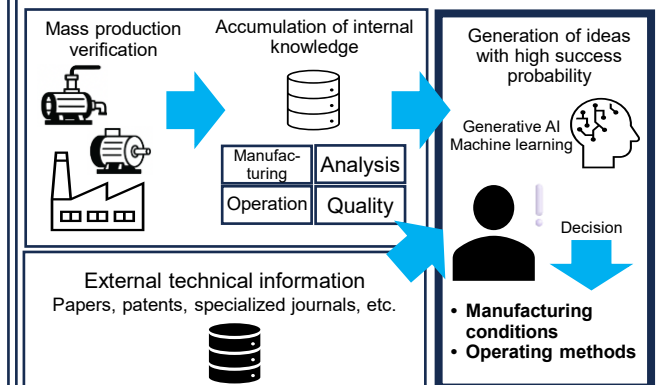 Mass production
verification
Accumulation of internal
knowledge
Manufac-
turing
Analysis
Operation
Quality
External technical information
Papers, patents, specialized journals, etc.
Generation of ideas
with high success
probability
Generative AI
Machine learning
!
Decision
• Manufacturing
conditions
• Operating methods